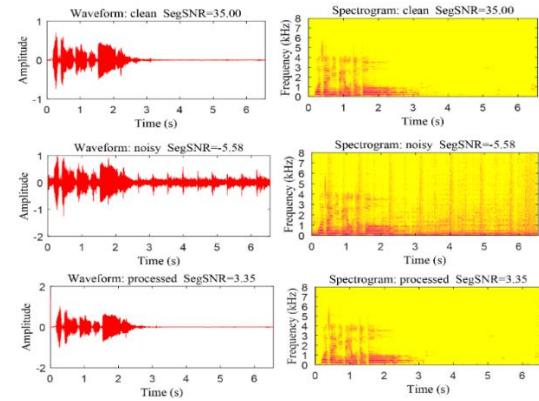 Waveform: clean SegSNR=35.00
1
0
-1
Amplitude
0 1 2 3 4 5 6
Time (s)
Spectrogram: clean SegSNR=35.00
8
7
6
5
4
3
2
1
0
Frequency (kHz)
0 1 2 3 4 5 6
Time (s)
Waveform: noisy SegSNR=-5.58
1
0
-1
-2
Amplitude
0 1 2 3 4 5 6
Time (s)
Spectrogram: noisy SegSNR=-5.58
8
7
6
5
4
3
2
1
0
Frequency (kHz)
0 1 2 3 4 5 6
Time (s)
Waveform: processed SegSNR=3.35
2
0
-2
Amplitude
0 1 2 3 4 5 6
Time (s)
Spectrogram: processed SegSNR=3.35
8
7
6
5
4
3
2
1
0
Frequency (kHz)
0 1 2 3 4 5 6
Time (s)